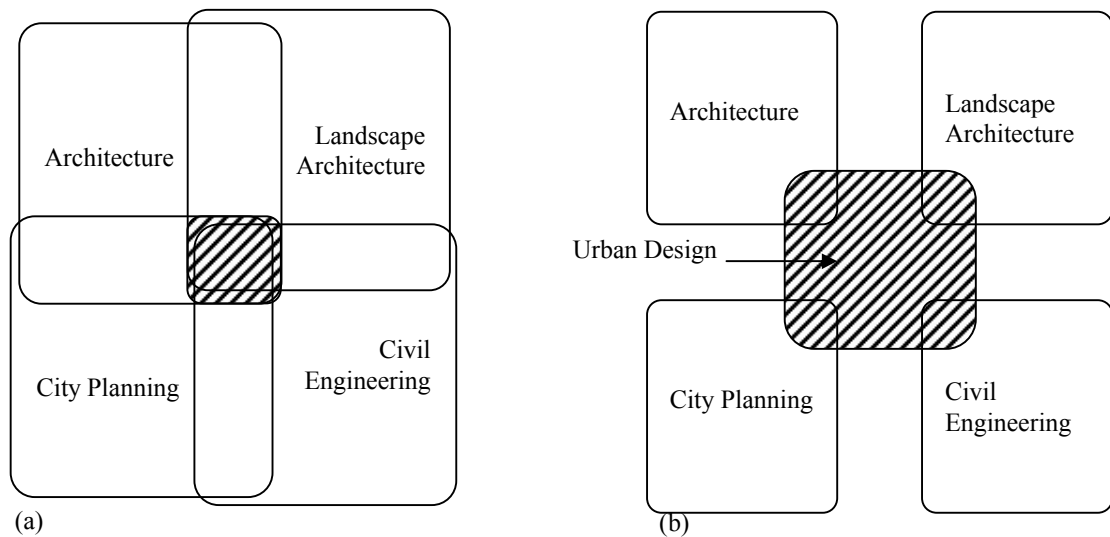 Architecture
Landscape
Architecture
City Planning
Civil
Engineering
(a)
Architecture
Landscape
Architecture
Urban Design
City Planning
Civil
Engineering
(b)